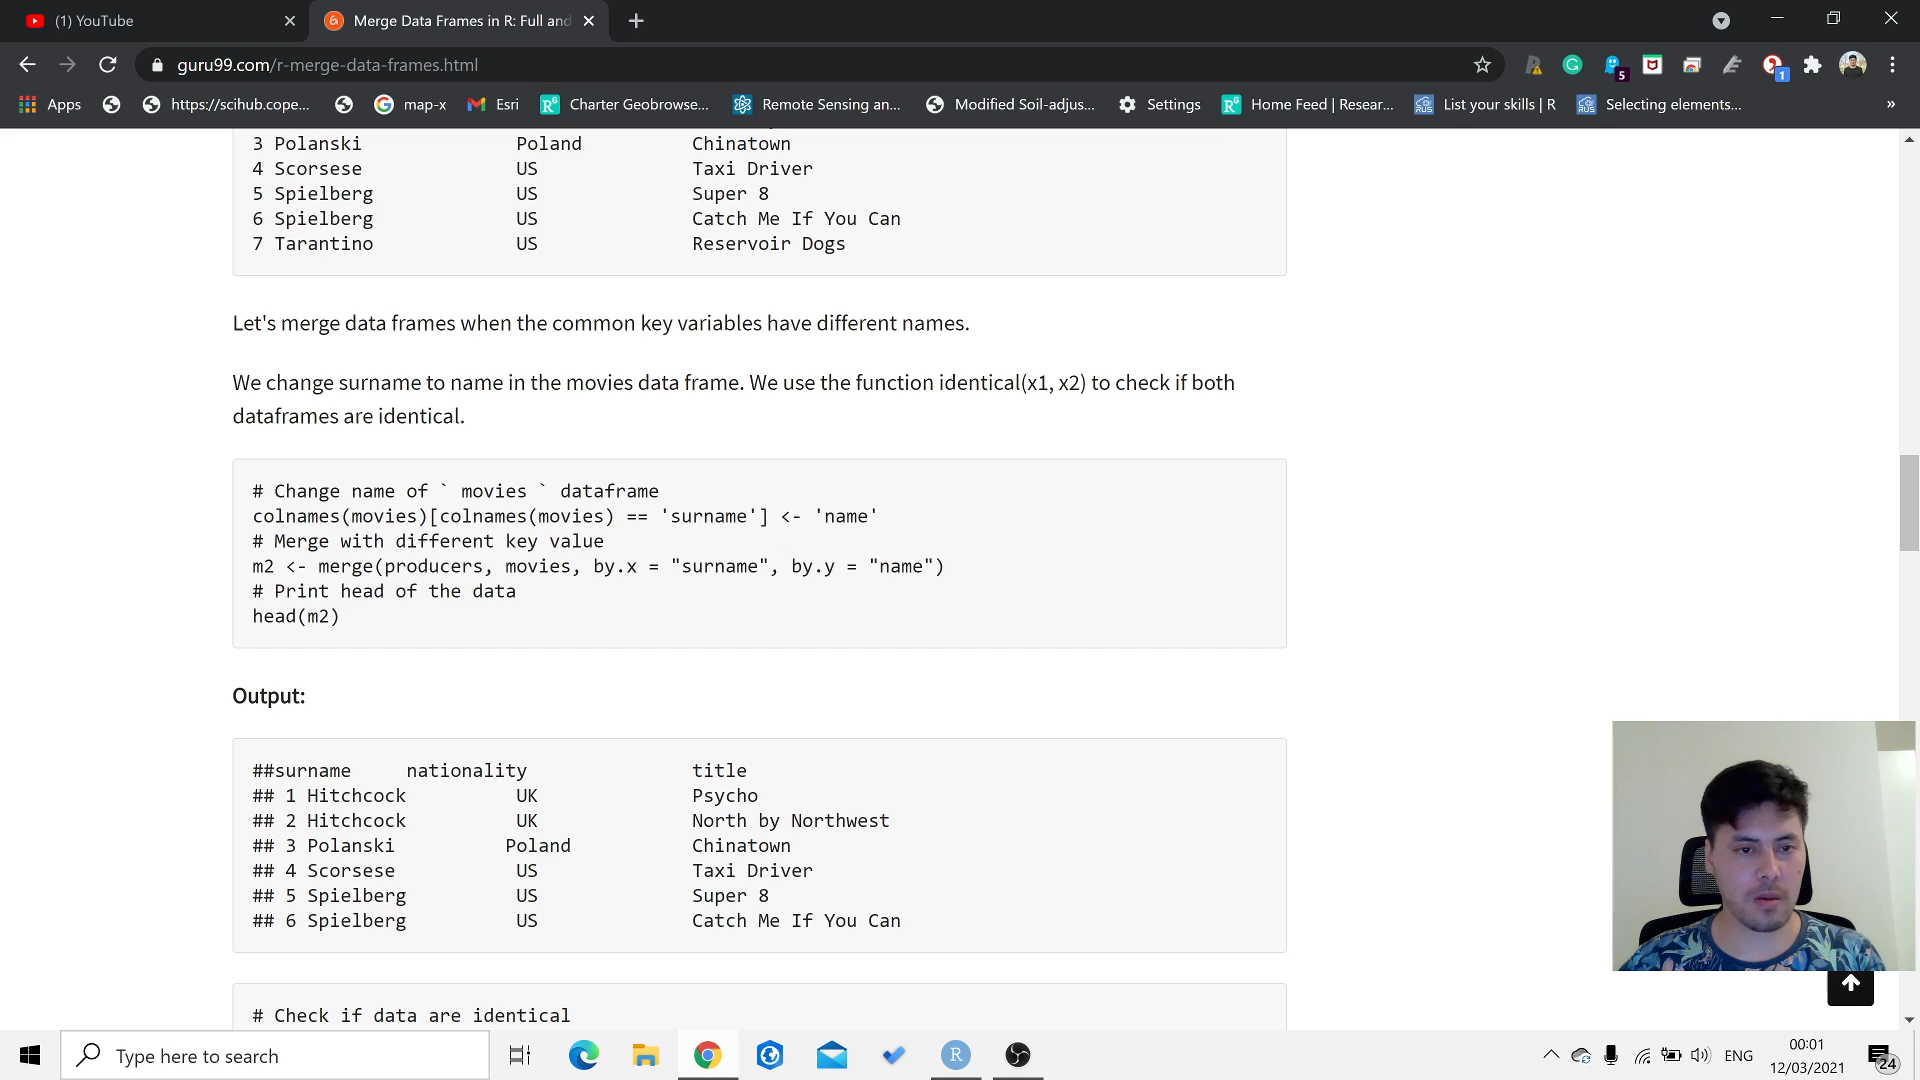 (1) YouTube
Merge Data Frames in R: Full and
guru99.com/r-merge-data-frames.html
5
1
Apps
https://scihub.cope...
map-x
Esri
Charter Geobrowse...
Remote Sensing an...
Modified Soil-adjus...
Settings
Home Feed | Resear...
List your skills | R
Selecting elements...
»
3 Polanski Poland Chinatown
4 Scorsese US Taxi Driver
5 Spielberg US Super 8
6 Spielberg US Catch Me If You Can
7 Tarantino US Reservoir Dogs
Let's merge data frames when the common key variables have different names.
We change surname to name in the movies data frame. We use the function identical(x1, x2) to check if both
dataframes are identical.
# Change name of ` movies ` dataframe
colnames(movies)[colnames(movies) == 'surname'] <- 'name'
# Merge with different key value
m2 <- merge(producers, movies, by.x = "surname", by.y = "name")
# Print head of the data
head(m2)
Output:
##surname nationality title
## 1 Hitchcock UK Psycho
## 2 Hitchcock UK North by Northwest
## 3 Polanski Poland Chinatown
## 4 Scorsese US Taxi Driver
## 5 Spielberg US Super 8
## 6 Spielberg US Catch Me If You Can
# Check if data are identical
Type here to search
R
ENG
00:01
12/03/2021
24